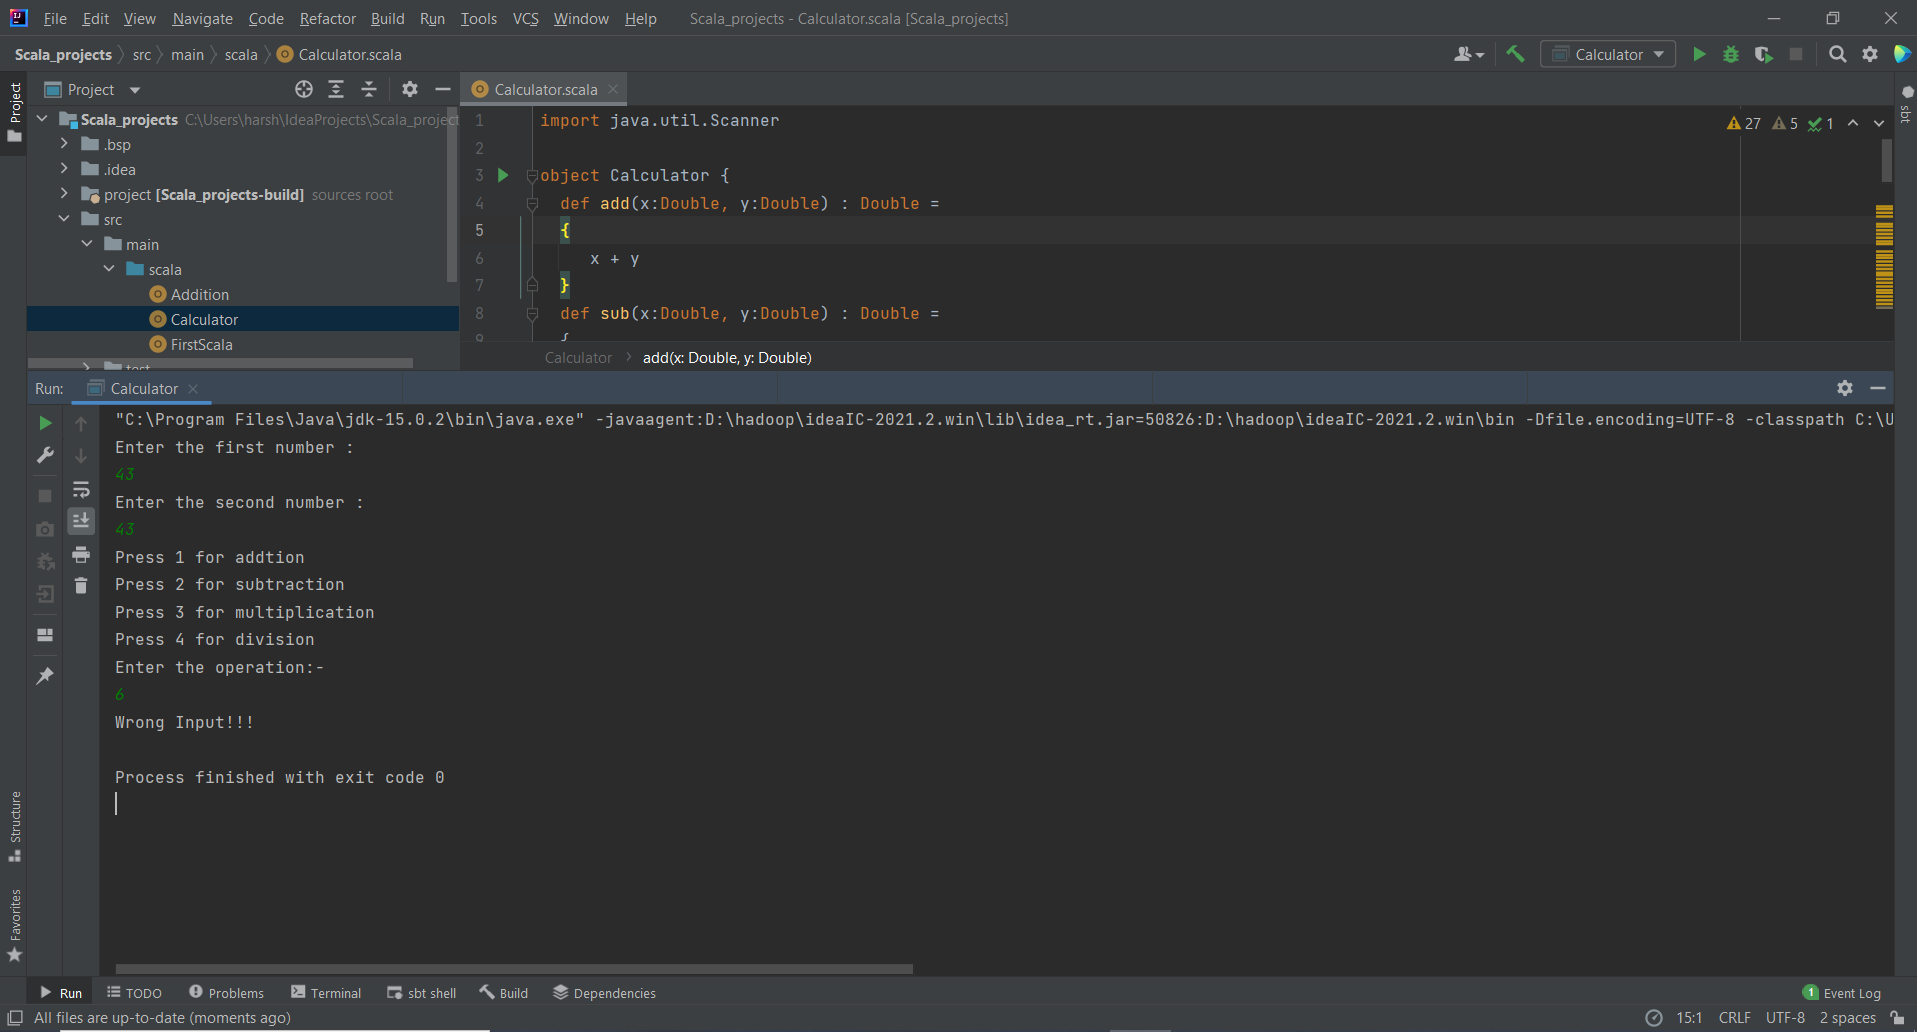 File Edit View Navigate Code Refactor Build Run Tools VCS Window Help Scala_projects - Calculator.scala [Scala_projects]
Scala_projects src main scala Calculator.scala Calculator
Project
Project
sbt
Calculator.scala
Scala_projects C:\Users\harsh\IdeaProjects\Scala_project
.bsp
.idea
project [Scala_projects-build] sources root
src
main
scala
Addition
Calculator
FirstScala
test
27 5 1
1 import java.util.Scanner
2
3 object Calculator {
4 def add(x:Double, y:Double) : Double =
5 {
6 x + y
7 }
8 def sub(x:Double, y:Double) : Double =
9 {
Calculator add(x: Double, y: Double)
Run: Calculator
"C:\Program Files\Java\jdk-15.0.2\bin\java.exe" -javaagent:D:\hadoop\ideaIC-2021.2.win\lib\idea_rt.jar=50826:D:\hadoop\ideaIC-2021.2.win\bin -Dfile.encoding=UTF-8 -classpath C:\U
Enter the first number :
43
Enter the second number :
43
Press 1 for addtion
Press 2 for subtraction
Press 3 for multiplication
Press 4 for division
Enter the operation:-
6
Wrong Input!!!
Process finished with exit code 0
Structure
Favorites
Run TODO Problems Terminal sbt shell Build Dependencies 1 Event Log
All files are up-to-date (moments ago) 15:1 CRLF UTF-8 2 spaces